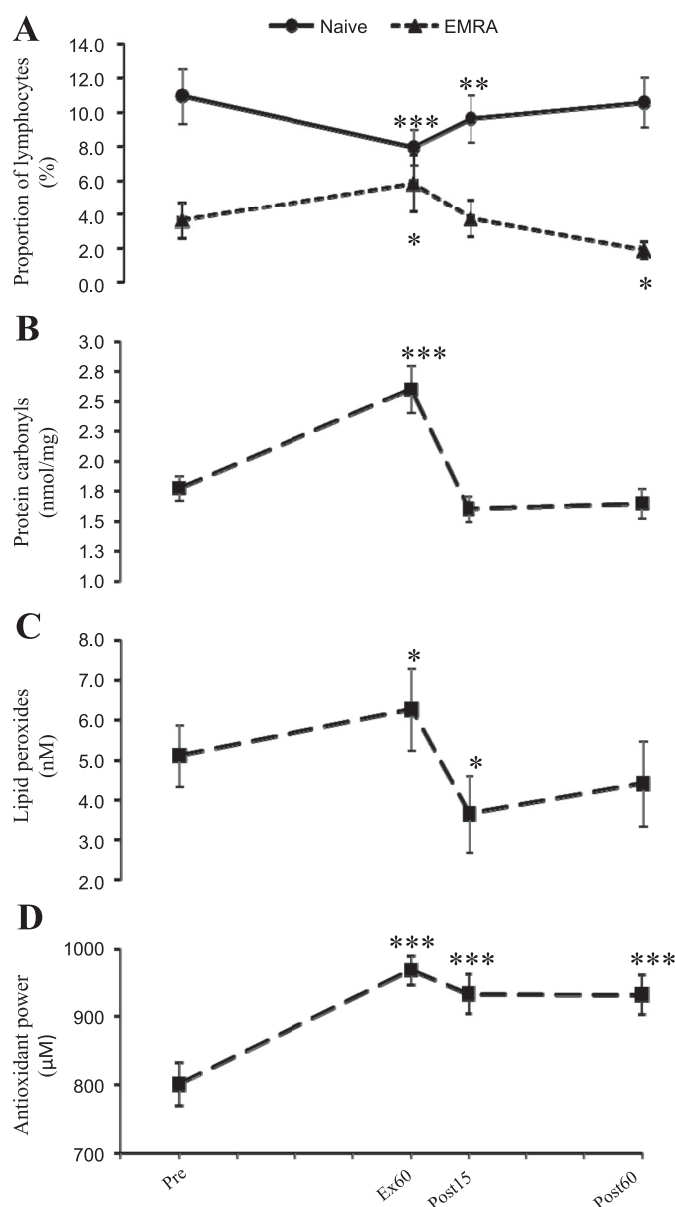 A
Naive EMRA
14.0
12.0
10.0
8.0
6.0
4.0
2.0
0.0
Proportion of lymphocytes
(%)
***
**
*
*
B
3.0
2.8
2.5
2.3
2.0
1.8
1.5
1.3
1.0
Protein carbonyls
(nmol/mg)
***
C
8.0
7.0
6.0
5.0
4.0
3.0
2.0
Lipid peroxides
(nM)
*
*
D
1000
900
800
700
Antioxidant power
(μM)
*** *** ***
Pre Ex60 Post15 Post60